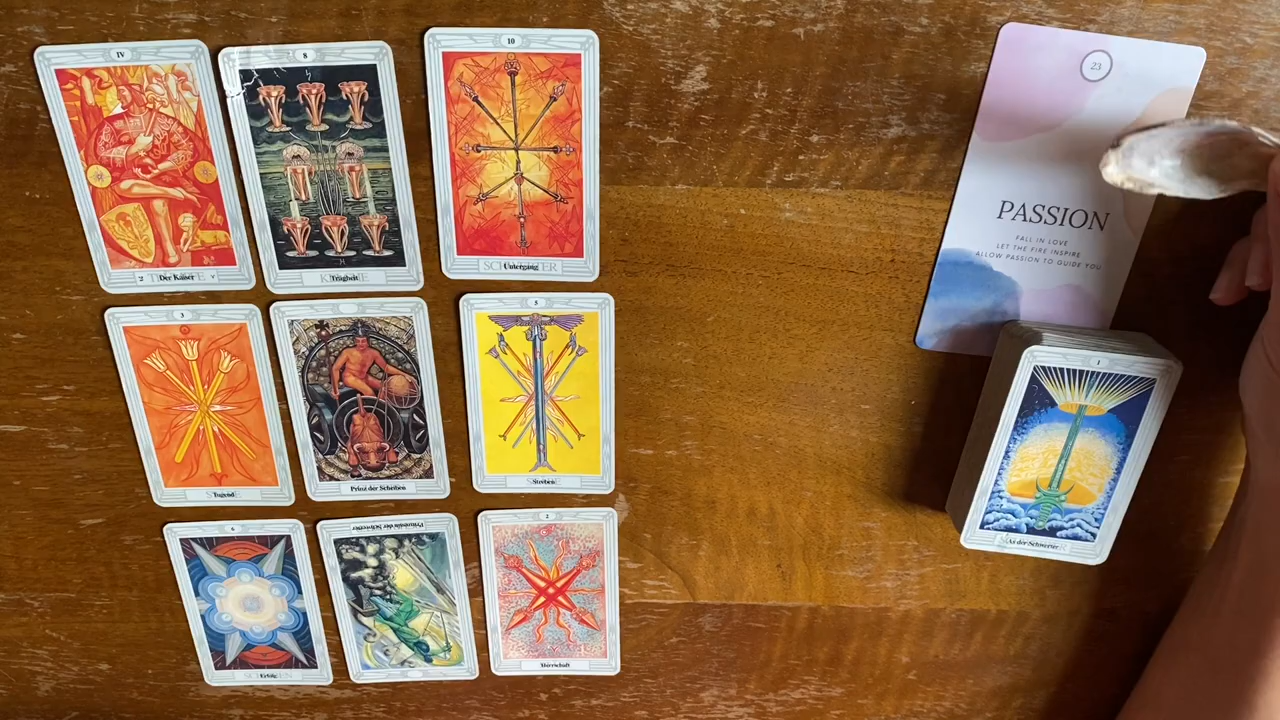 IV
Der Kaiser
8
Trägheit
10
Untergang
3
Tugend
Prinz der Scheiben
5
Streben
6
Erfolg
Prinzessin der Schwerter
2
Herrschaft
23
PASSION
FALL IN LOVE
LET THE FIRE INSPIRE
ALLOW PASSION TO GUIDE YOU
1
As der Schwerter